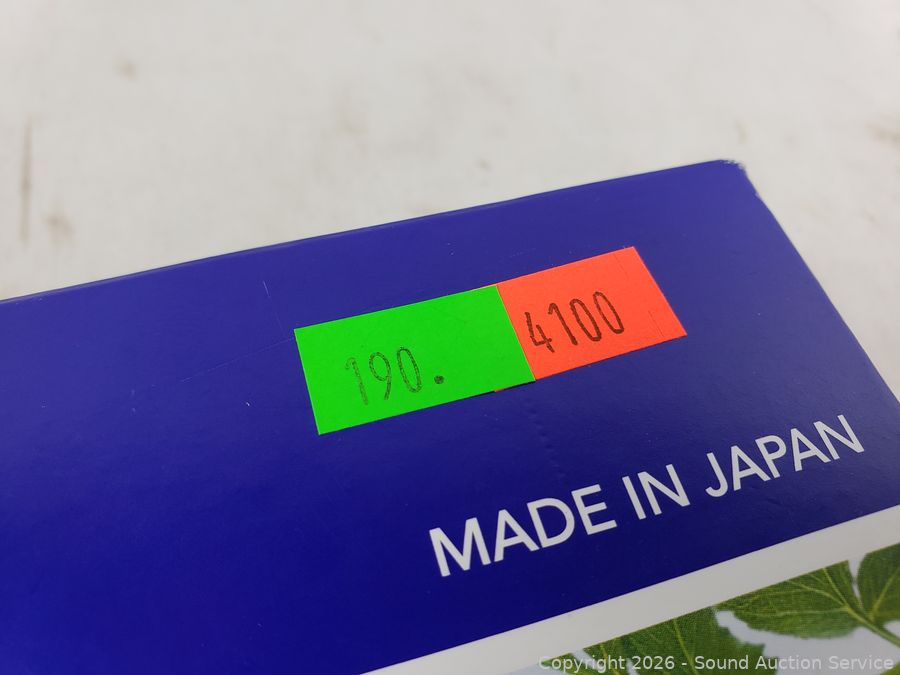 190.
4100
MADE IN JAPAN
Copyright 2026 - Sound Auction Service